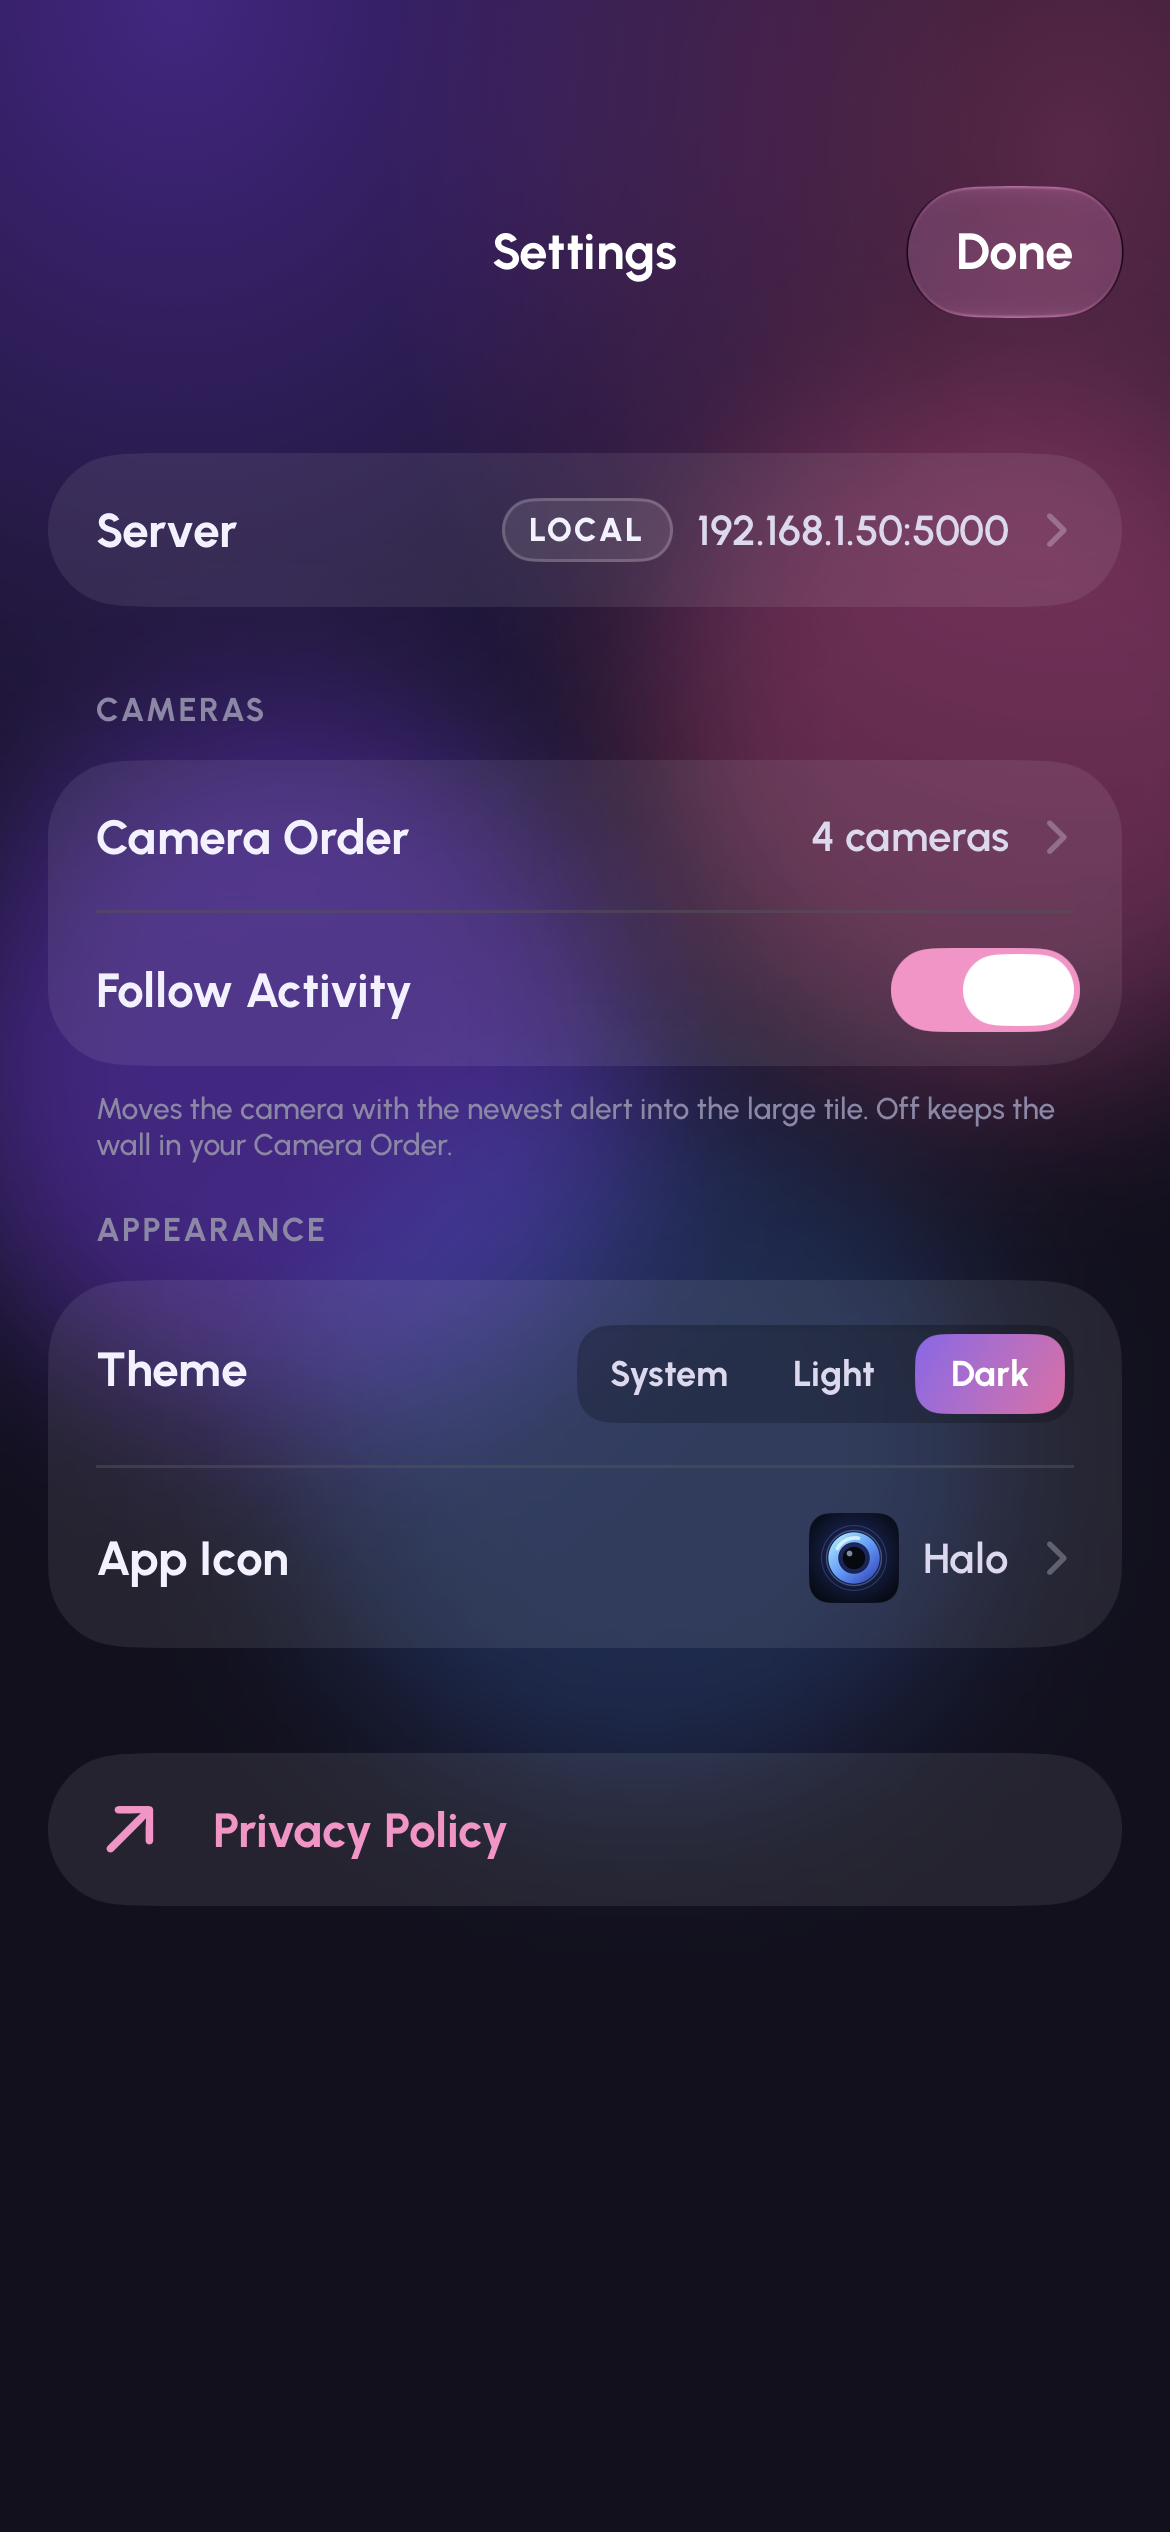 Settings
Done
Server
LOCAL
192.168.1.50:5000
CAMERAS
Camera Order
4 cameras
Follow Activity
Moves the camera with the newest alert into the large tile. Off keeps the
wall in your Camera Order.
APPEARANCE
Theme
System
Light
Dark
App Icon
Halo
Privacy Policy